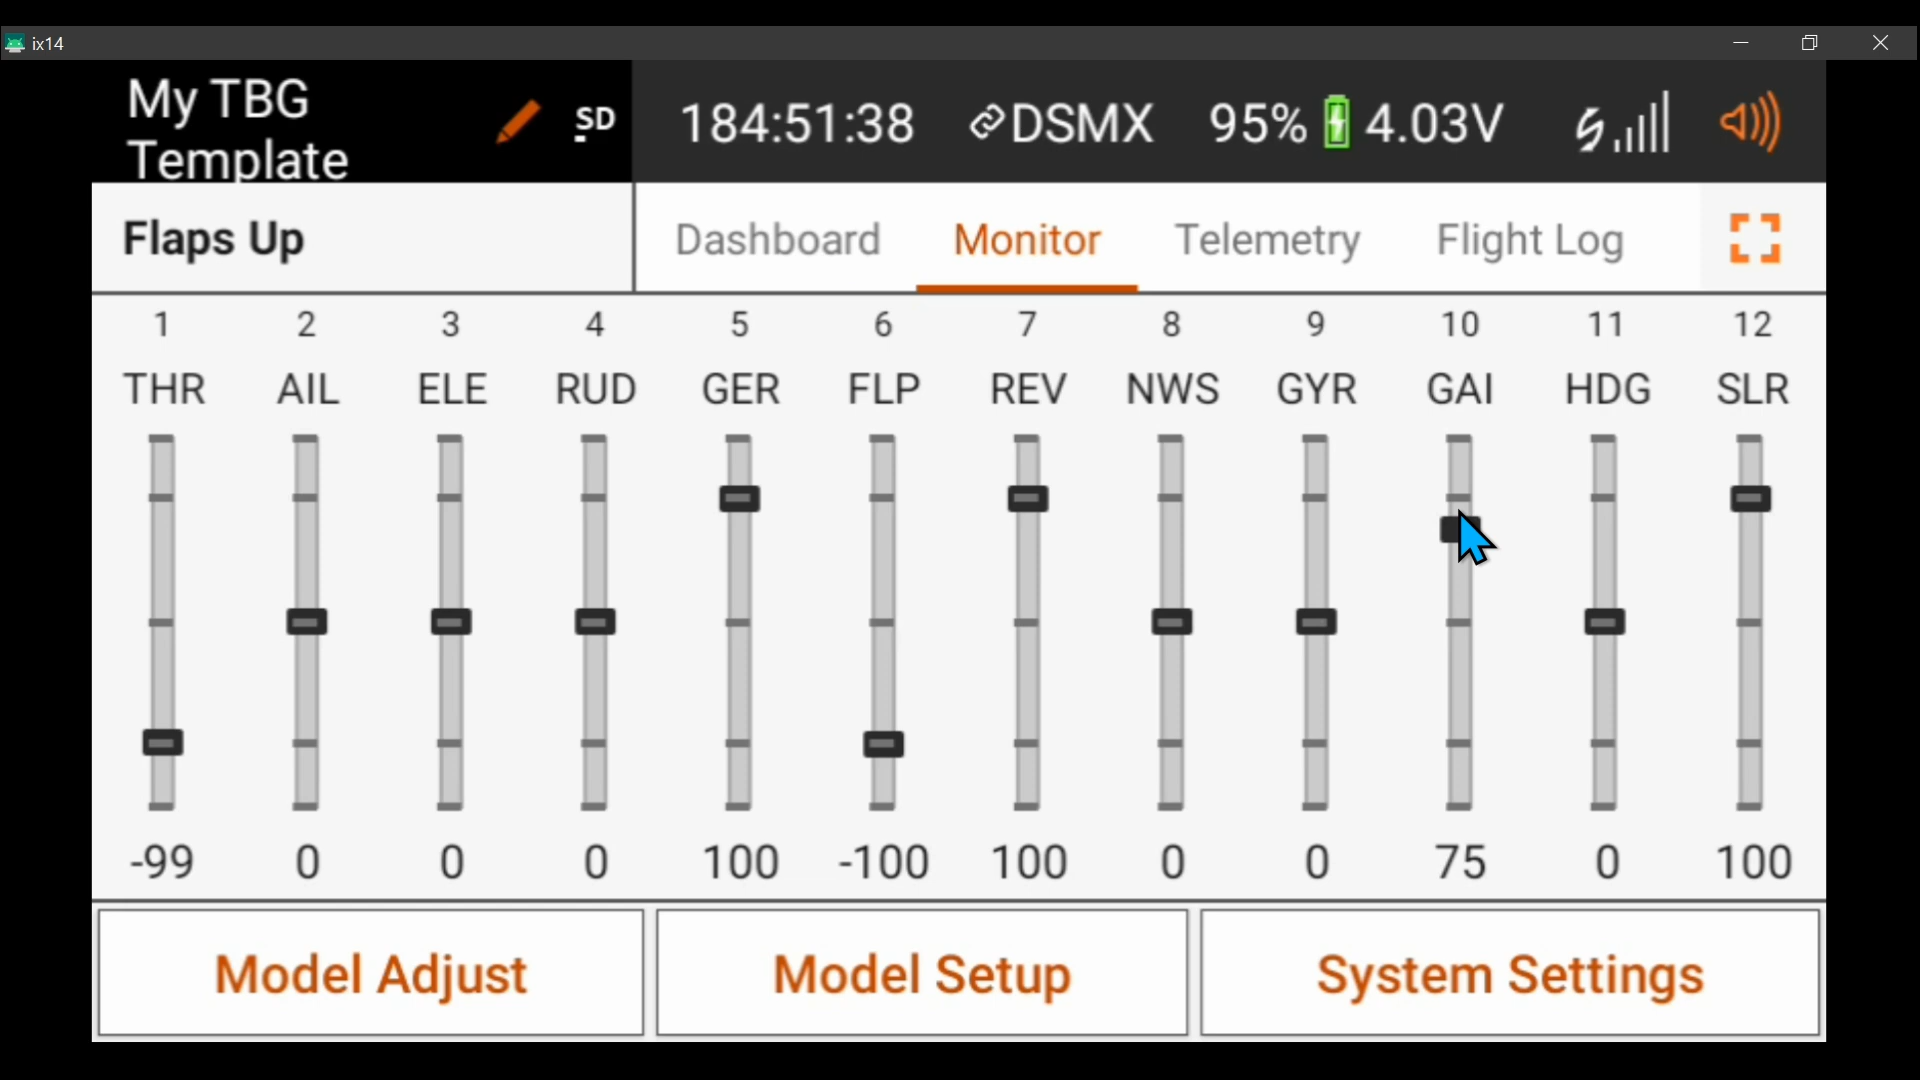 ix14
My TBG
Template
SD
184:51:38 DSMX 95% 4.03V
Flaps Up
Dashboard Monitor Telemetry Flight Log
1 2 3 4 5 6 7 8 9 10 11 12
THR AIL ELE RUD GER FLP REV NWS GYR GAI HDG SLR
-99 0 0 0 100 -100 100 0 0 75 0 100
Model Adjust Model Setup System Settings